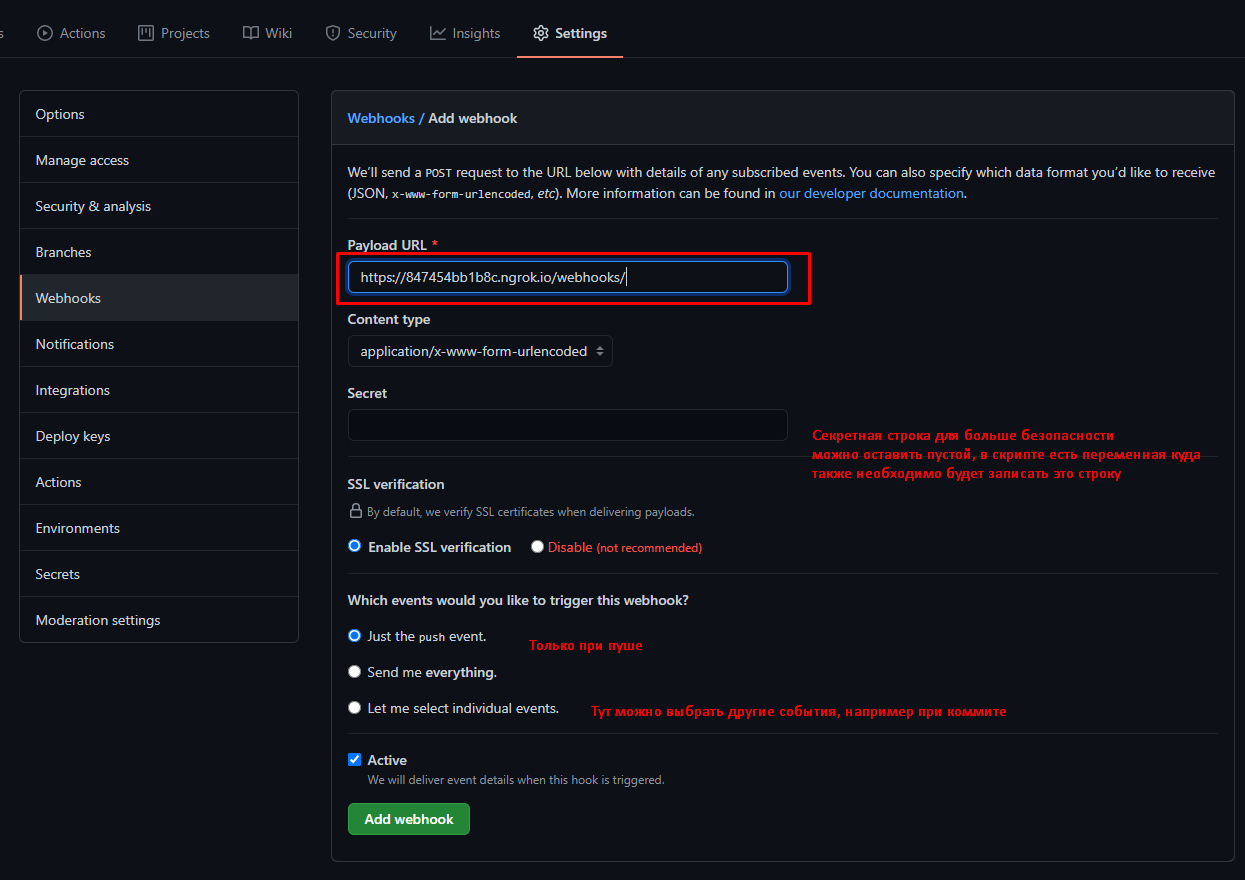 s Actions Projects Wiki Security Insights Settings
Options
Manage access
Security & analysis
Branches
Webhooks
Notifications
Integrations
Deploy keys
Actions
Environments
Secrets
Moderation settings
Webhooks / Add webhook
We’ll send a POST request to the URL below with details of any subscribed events. You can also specify which data format you’d like to receive
(JSON, x-www-form-urlencoded, etc). More information can be found in our developer documentation.
Payload URL *
https://847454bb1b8c.ngrok.io/webhooks/
Content type
application/x-www-form-urlencoded
Secret
Секретная строка для больше безопасности
можно оставить пустой, в скрипте есть переменная куда
также необходимо будет записать это строку
SSL verification
By default, we verify SSL certificates when delivering payloads.
Enable SSL verification Disable (not recommended)
Which events would you like to trigger this webhook?
Just the push event.
Только при пуше
Send me everything.
Let me select individual events.
Тут можно выбрать другие события, например при коммите
Active
We will deliver event details when this hook is triggered.
Add webhook